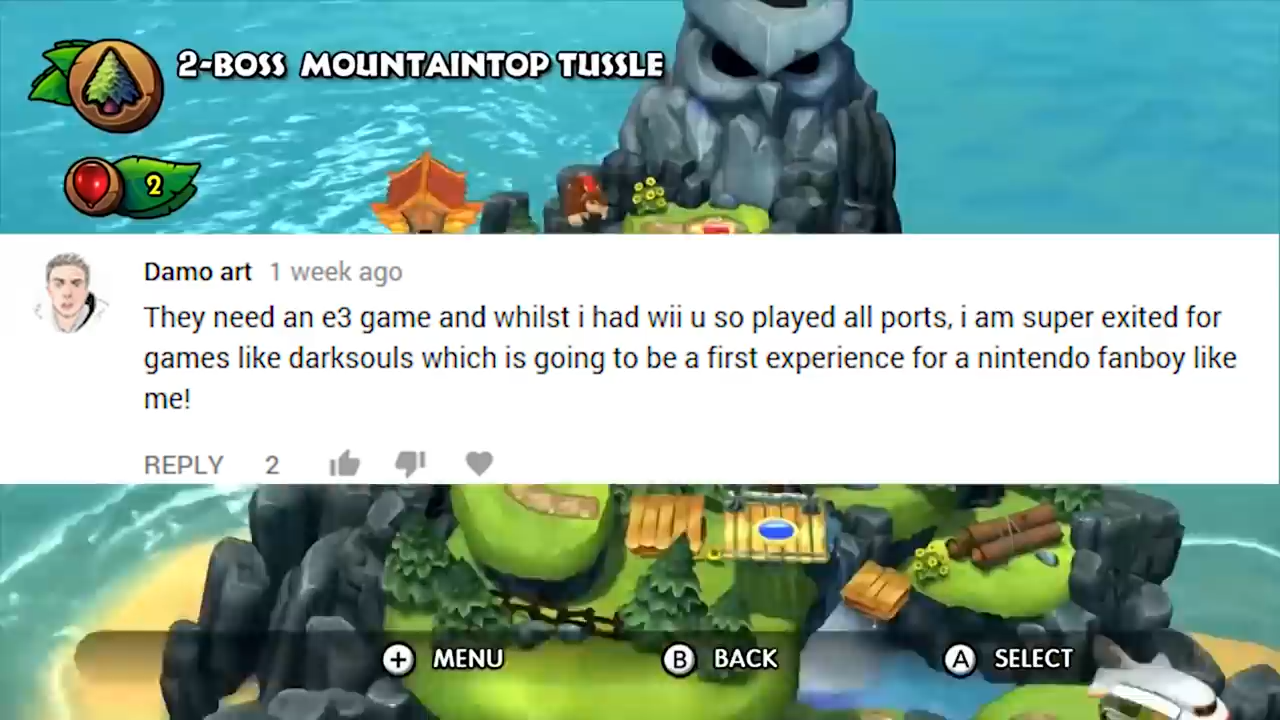 2-BOSS MOUNTAINTOP TUSSLE
2
Damo art 1 week ago
They need an e3 game and whilst i had wii u so played all ports, i am super exited for
games like darksouls which is going to be a first experience for a nintendo fanboy like
me!
REPLY 2
+ MENU B BACK A SELECT